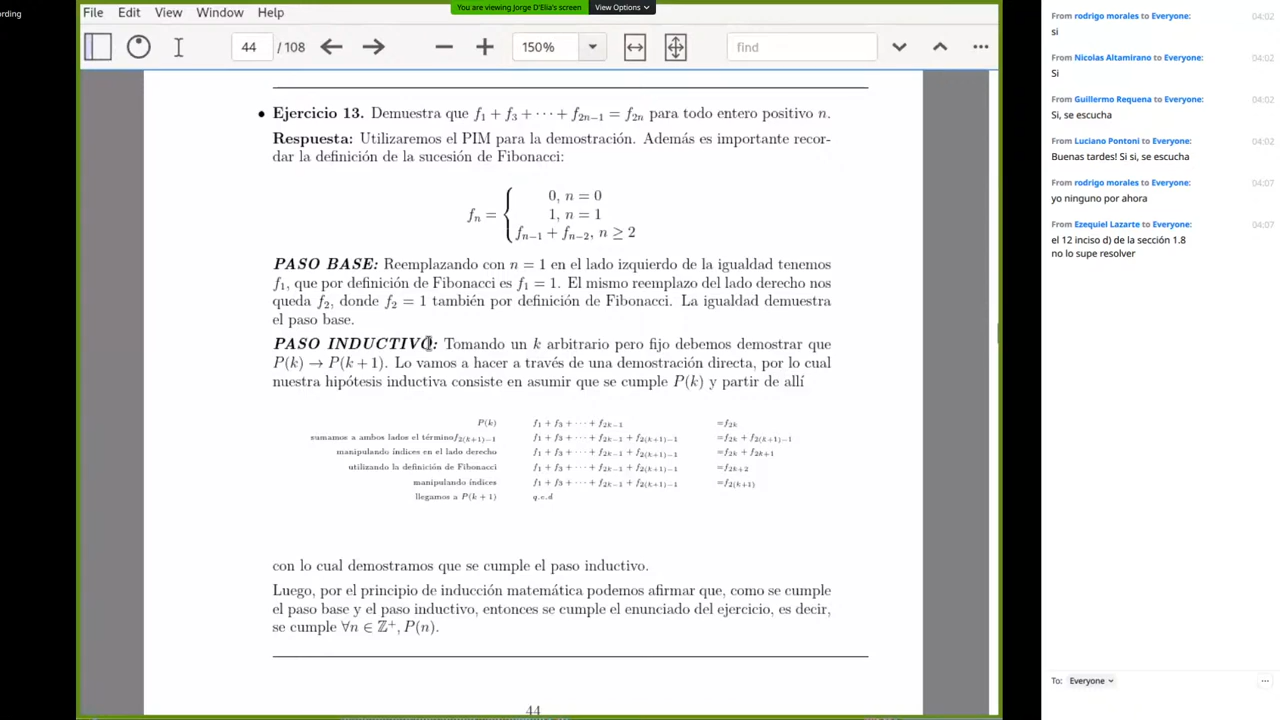 ording
File Edit View Window Help
You are viewing Jorge D'Elia's screen View Options
44 / 108 150% find
• Ejercicio 13. Demuestra que f₁ + f₃ + ··· + f₂ₙ₋₁ = f₂ₙ para todo entero positivo n.
Respuesta: Utilizaremos el PIM para la demostración. Además es importante recor-
dar la definición de la sucesión de Fibonacci:
0, n = 0
fₙ = { 1, n = 1
fₙ₋₁ + fₙ₋₂, n ≥ 2
PASO BASE: Reemplazando con n = 1 en el lado izquierdo de la igualdad tenemos
f₁, que por definición de Fibonacci es f₁ = 1. El mismo reemplazo del lado derecho nos
queda f₂, donde f₂ = 1 también por definición de Fibonacci. La igualdad demuestra
el paso base.
PASO INDUCTIVO: Tomando un k arbitrario pero fijo debemos demostrar que
P(k) → P(k + 1). Lo vamos a hacer a través de una demostración directa, por lo cual
nuestra hipótesis inductiva consiste en asumir que se cumple P(k) y partir de allí
P(k) f₁ + f₃ + ··· + f₂ₖ₋₁ =f₂ₖ
sumamos a ambos lados el términof₂₍ₖ₊₁₎₋₁ f₁ + f₃ + ··· + f₂ₖ₋₁ + f₂₍ₖ₊₁₎₋₁ =f₂ₖ + f₂₍ₖ₊₁₎₋₁
manipulando índices en el lado derecho f₁ + f₃ + ··· + f₂ₖ₋₁ + f₂₍ₖ₊₁₎₋₁ =f₂ₖ + f₂ₖ₊₁
utilizando la definición de Fibonacci f₁ + f₃ + ··· + f₂ₖ₋₁ + f₂₍ₖ₊₁₎₋₁ =f₂ₖ₊₂
manipulando índices f₁ + f₃ + ··· + f₂ₖ₋₁ + f₂₍ₖ₊₁₎₋₁ =f₂₍ₖ₊₁₎
llegamos a P(k + 1) q.e.d
con lo cual demostramos que se cumple el paso inductivo.
Luego, por el principio de inducción matemática podemos afirmar que, como se cumple
el paso base y el paso inductivo, entonces se cumple el enunciado del ejercicio, es decir,
se cumple ∀n ∈ ℤ⁺, P(n).
44
From rodrigo morales to Everyone: 04:02
si
From Nicolas Altamirano to Everyone: 04:02
Si
From Guillermo Requena to Everyone: 04:02
Si, se escucha
From Luciano Pontoni to Everyone: 04:02
Buenas tardes! Si si, se escucha
From rodrigo morales to Everyone: 04:07
yo ninguno por ahora
From Ezequiel Lazarte to Everyone: 04:07
el 12 inciso d) de la sección 1.8
no lo supe resolver
To: Everyone